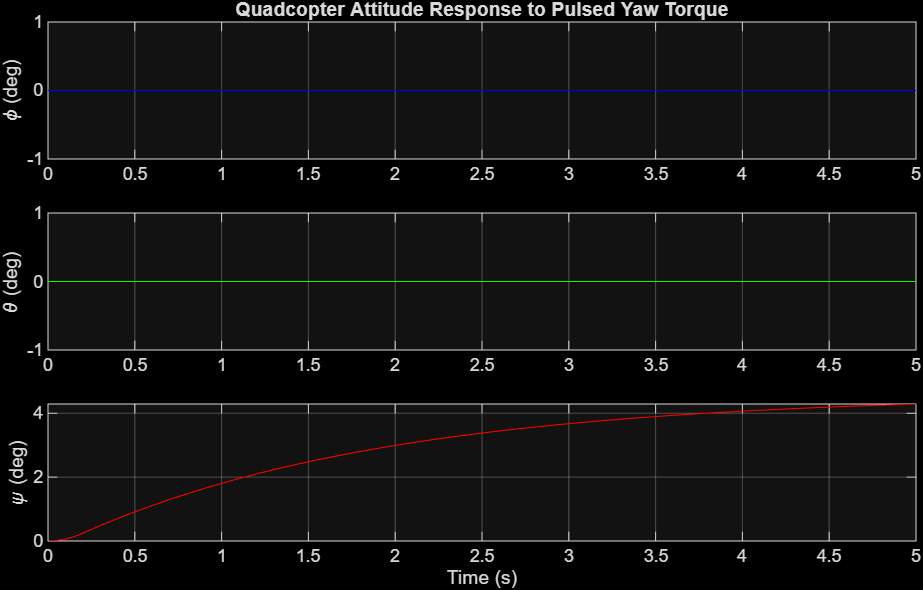 Quadcopter Attitude Response to Pulsed Yaw Torque
ϕ (deg)
1
0
-1
0 0.5 1 1.5 2 2.5 3 3.5 4 4.5 5
θ (deg)
1
0
-1
0 0.5 1 1.5 2 2.5 3 3.5 4 4.5 5
ψ (deg)
4
2
0
0 0.5 1 1.5 2 2.5 3 3.5 4 4.5 5
Time (s)